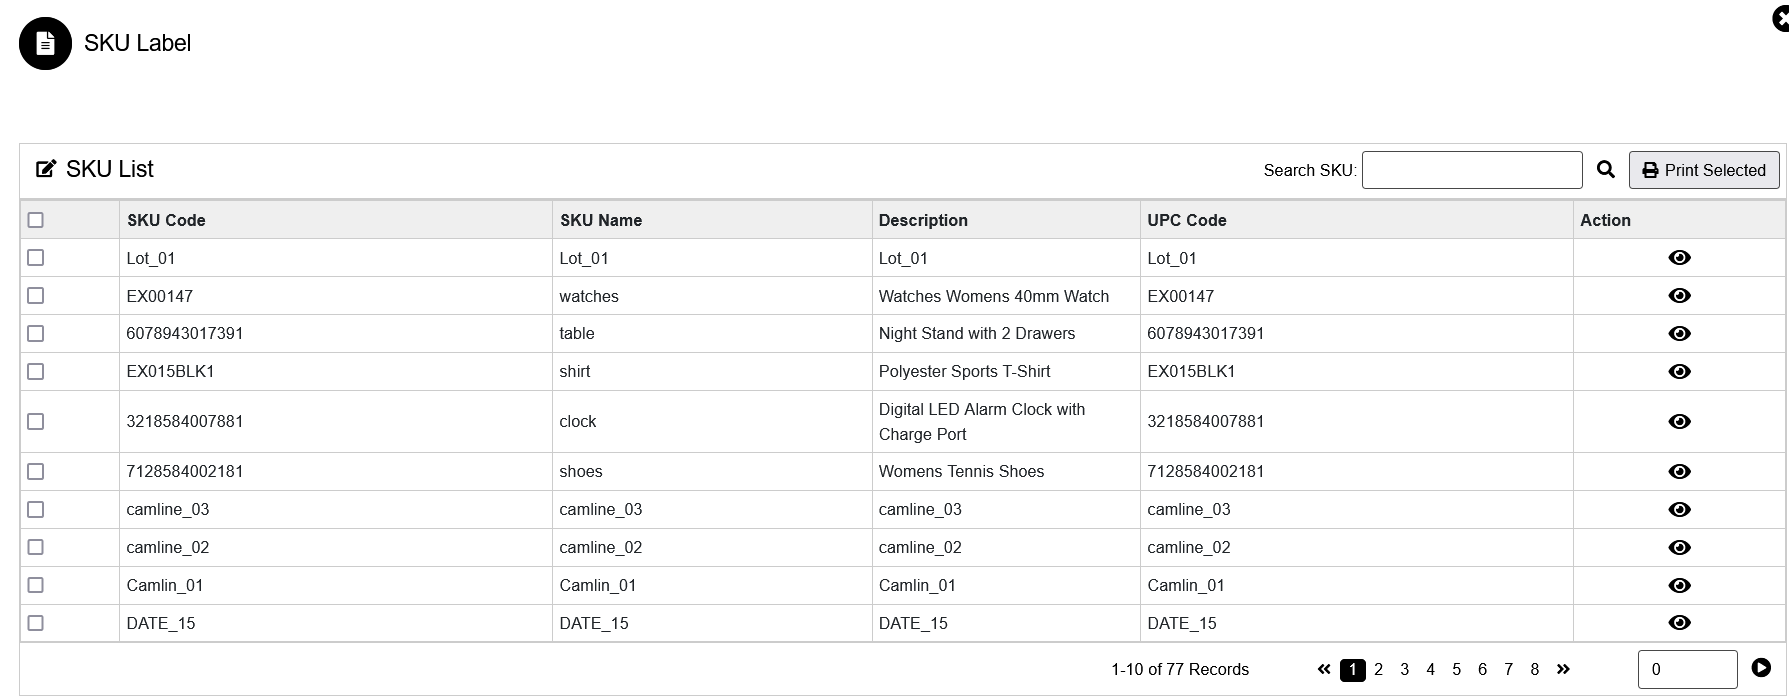 SKU Label
SKU List
Search SKU:
Print Selected
SKU Code SKU Name Description UPC Code Action
Lot_01 Lot_01 Lot_01 Lot_01
EX00147 watches Watches Womens 40mm Watch EX00147
6078943017391 table Night Stand with 2 Drawers 6078943017391
EX015BLK1 shirt Polyester Sports T-Shirt EX015BLK1
3218584007881 clock Digital LED Alarm Clock with
Charge Port 3218584007881
7128584002181 shoes Womens Tennis Shoes 7128584002181
camline_03 camline_03 camline_03 camline_03
camline_02 camline_02 camline_02 camline_02
Camlin_01 Camlin_01 Camlin_01 Camlin_01
DATE_15 DATE_15 DATE_15 DATE_15
1-10 of 77 Records « 1 2 3 4 5 6 7 8 » 0